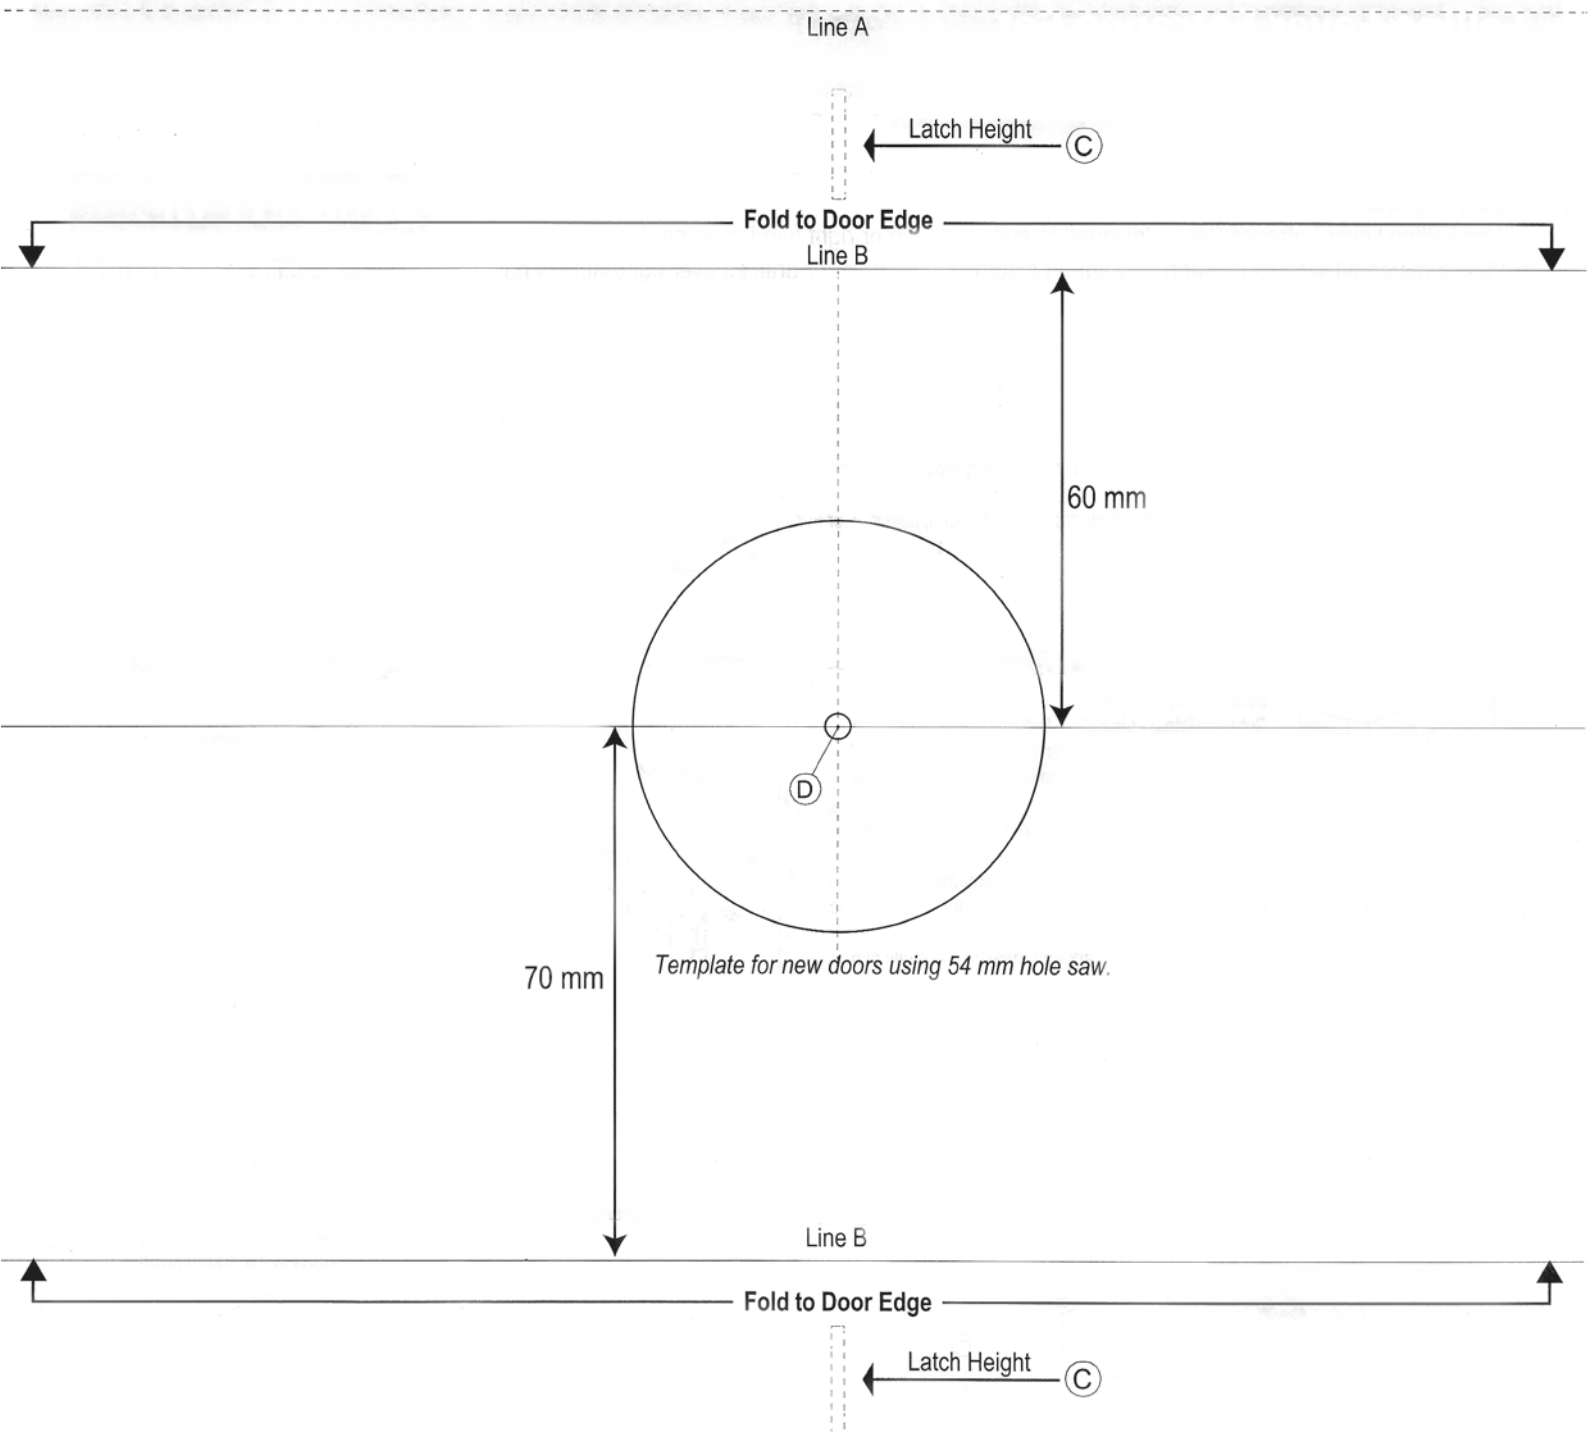 Line A
Latch Height
C
Fold to Door Edge
Line B
60 mm
D
Template for new doors using 54 mm hole saw.
70 mm
Line B
Fold to Door Edge
Latch Height
C